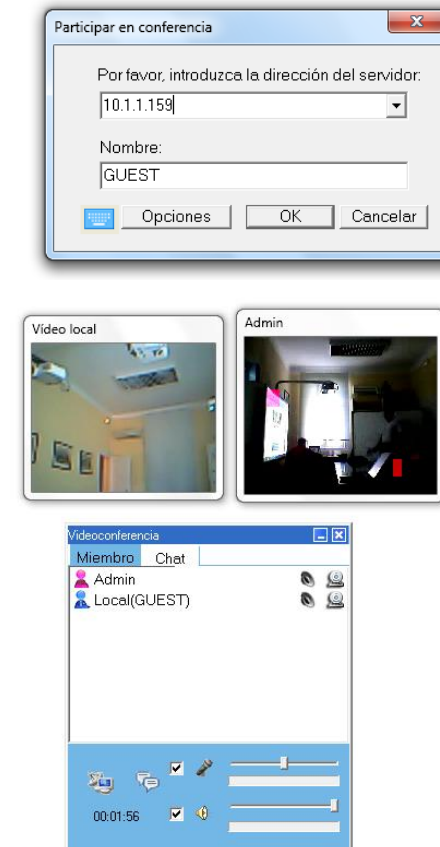 Participar en conferencia
Por favor, introduzca la dirección del servidor:
10.1.1.159
Nombre:
GUEST
Opciones
OK
Cancelar
Vídeo local
Admin
Videoconferencia
Miembro
Chat
Admin
Local(GUEST)
00:01:56